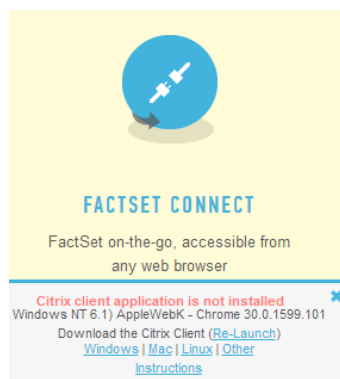 FACTSET CONNECT
FactSet on-the-go, accessible from
any web browser
Citrix client application is not installed
Windows NT 6.1) AppleWebK - Chrome 30.0.1599.101
Download the Citrix Client (Re-Launch)
Windows | Mac | Linux | Other
Instructions